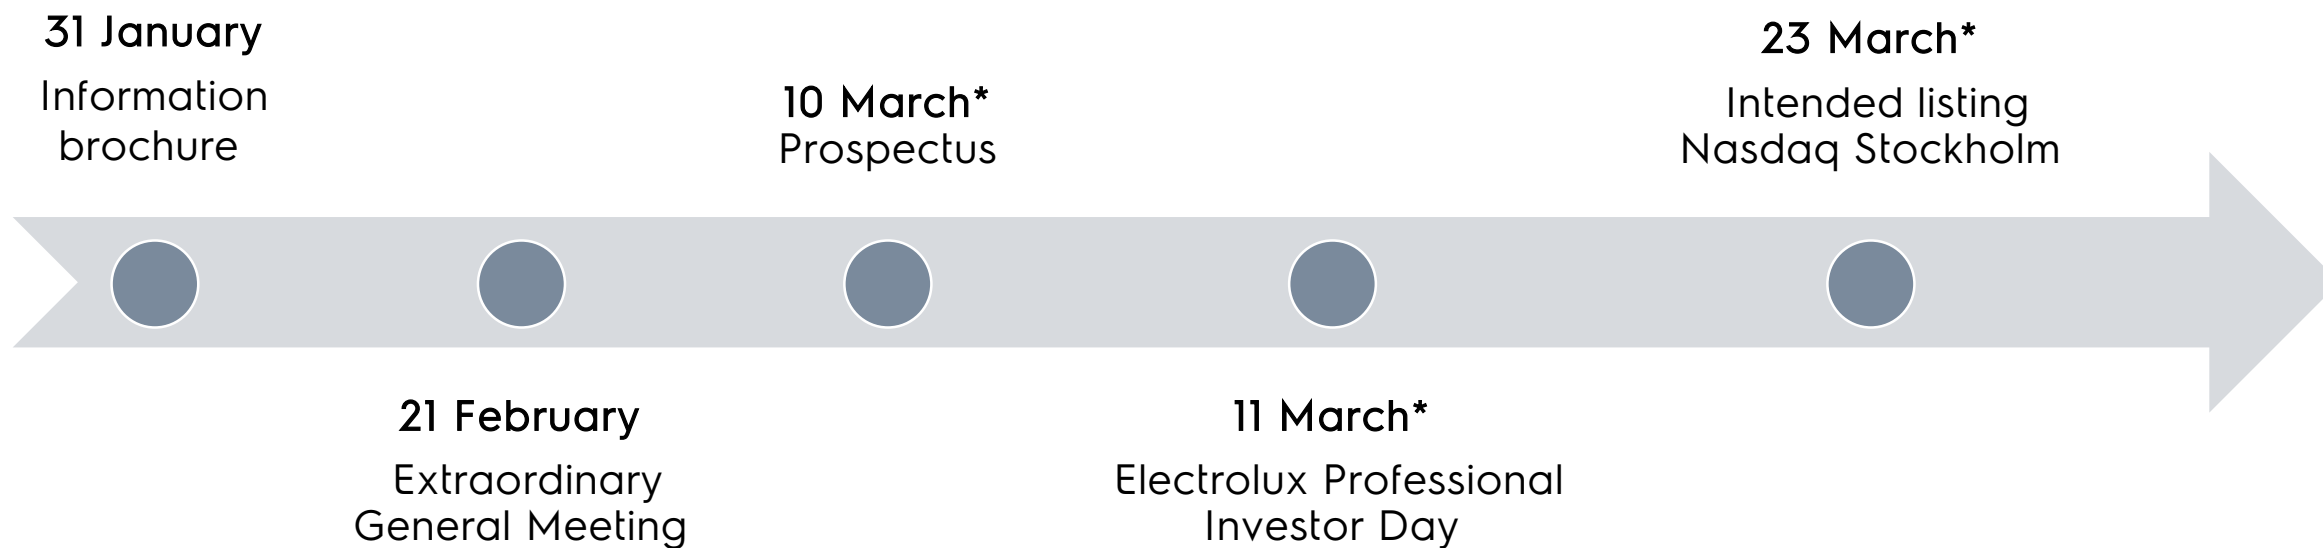 31 January
Information
brochure
21 February
Extraordinary
General Meeting
10 March*
Prospectus
11 March*
Electrolux Professional
Investor Day
23 March*
Intended listing
Nasdaq Stockholm